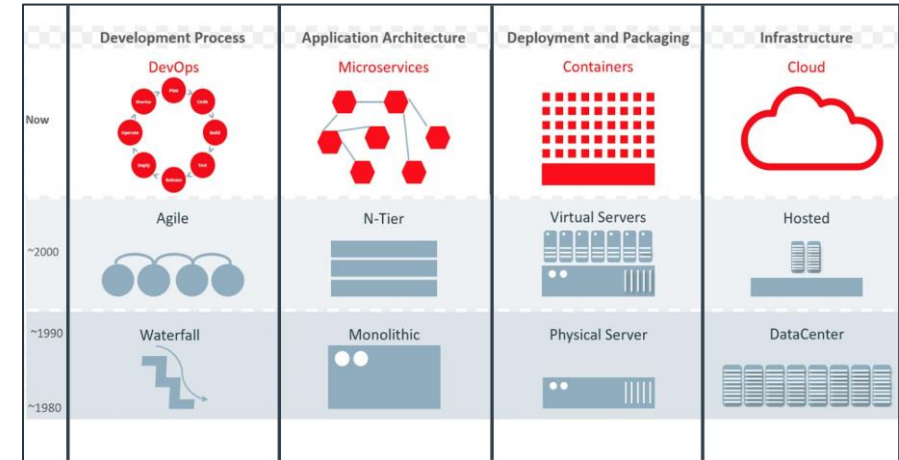 Development Process Application Architecture Deployment and Packaging Infrastructure
DevOps Microservices Containers Cloud
Now
Plan
Code
Build
Test
Release
Deploy
Operate
Monitor
~2000
Agile N-Tier Virtual Servers Hosted
~1990
Waterfall Monolithic Physical Server DataCenter
~1980